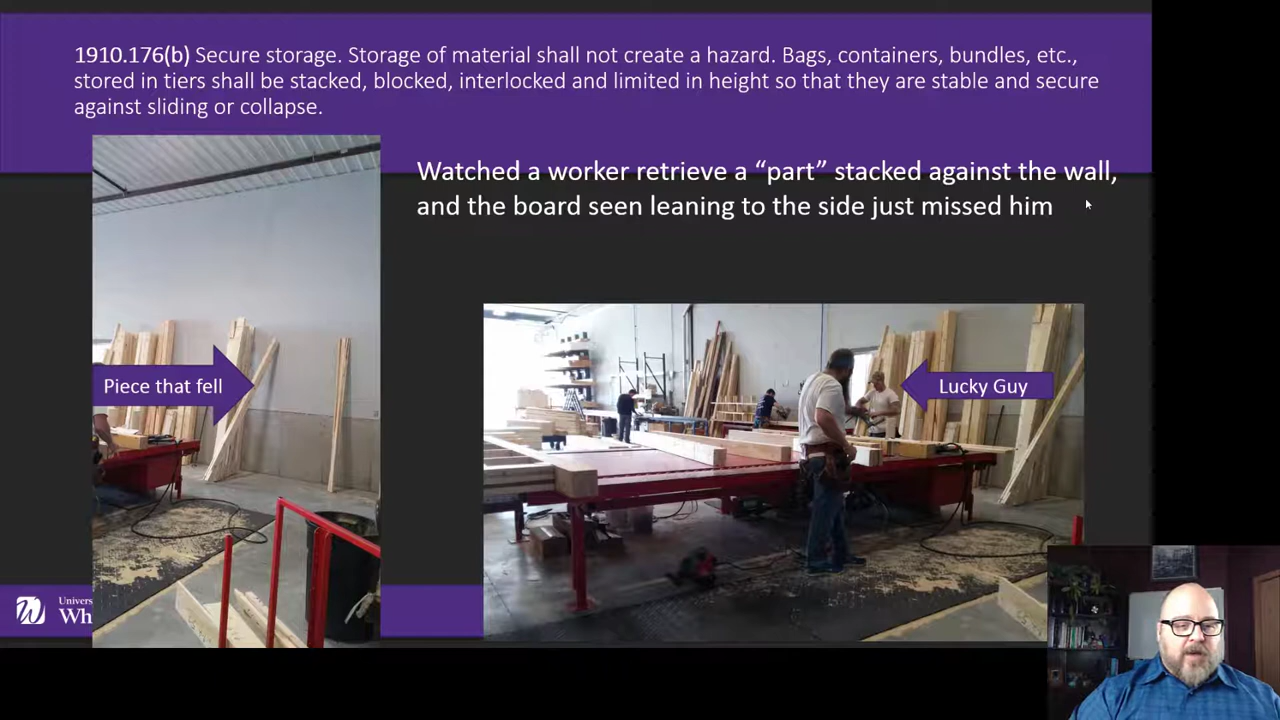 1910.176(b) Secure storage. Storage of material shall not create a hazard. Bags, containers, bundles, etc.,
stored in tiers shall be stacked, blocked, interlocked and limited in height so that they are stable and secure
against sliding or collapse.
Watched a worker retrieve a “part” stacked against the wall,
and the board seen leaning to the side just missed him
Piece that fell
Lucky Guy
Univers
Wh